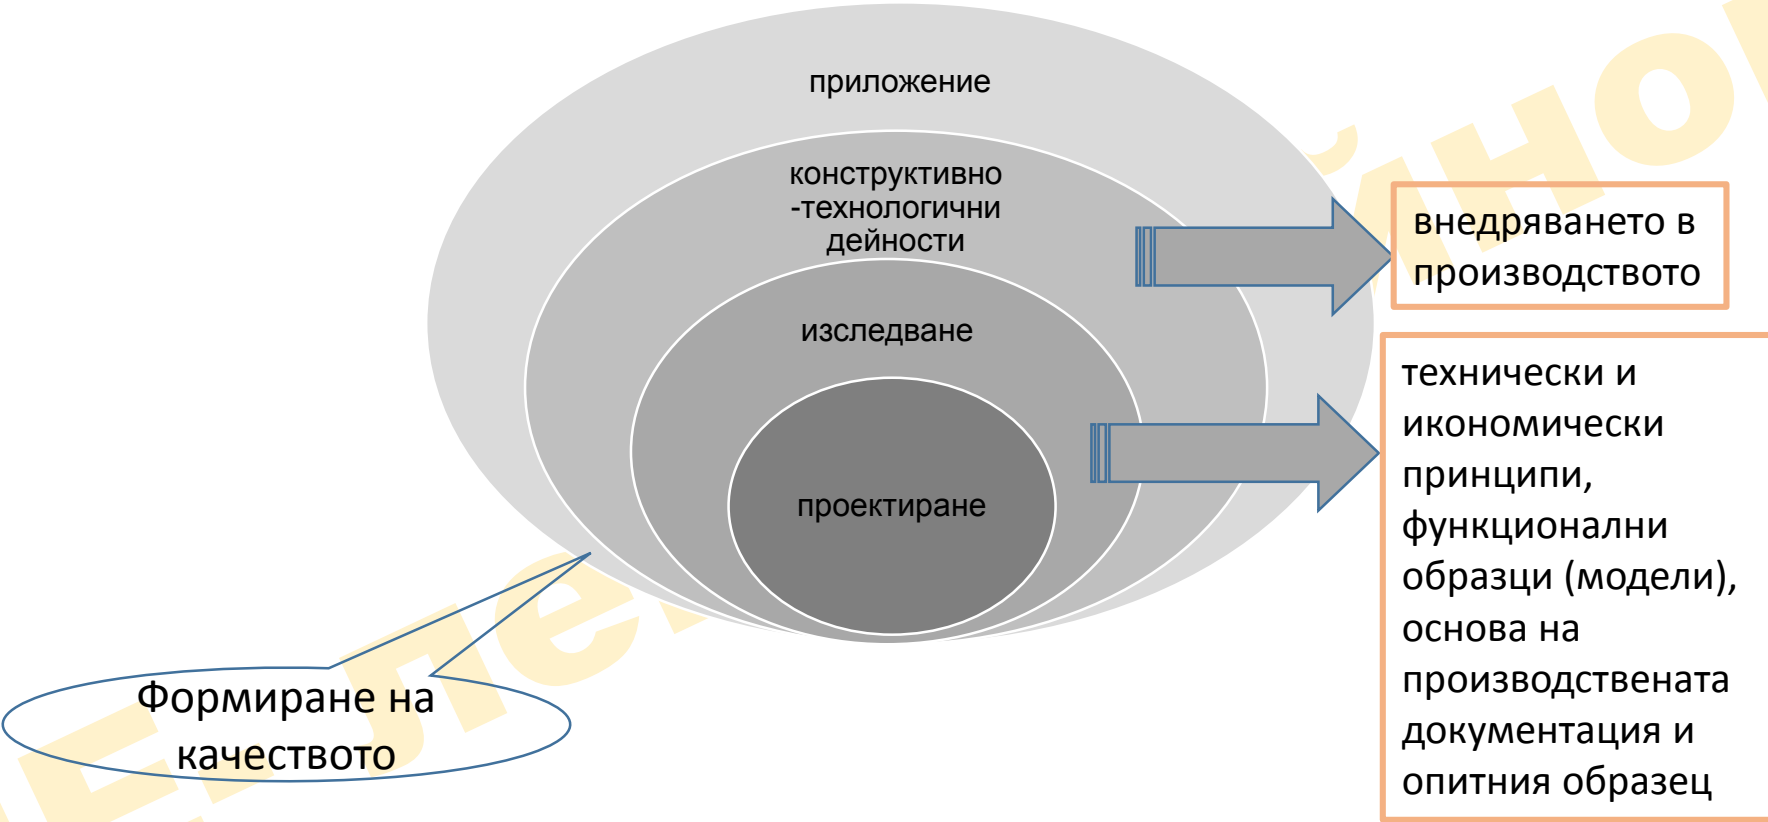 приложение
конструктивно
-технологични
дейности
изследване
проектиране
внедряването в
производството
технически и
икономически
принципи,
функционални
образци (модели),
основа на
производствената
документация и
опитния образец
Формиране на
качеството